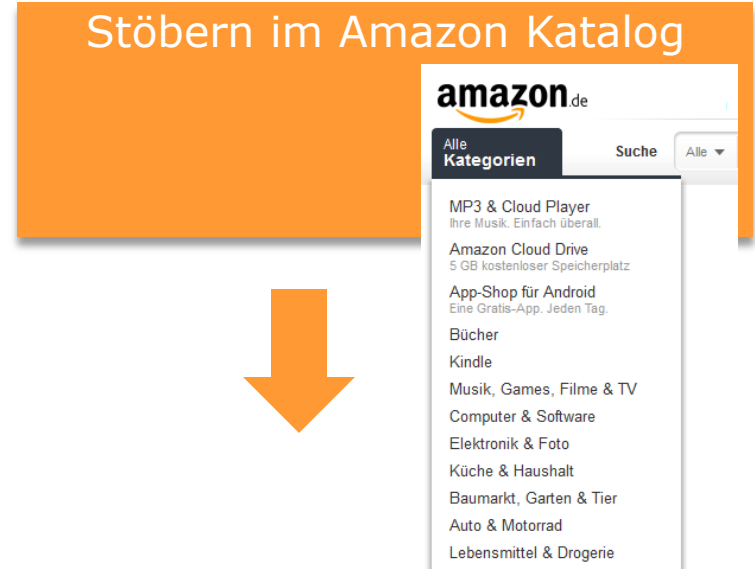 Stöbern im Amazon Katalog
amazon.de
Alle
Kategorien
Suche
Alle
MP3 & Cloud Player
Ihre Musik. Einfach überall.
Amazon Cloud Drive
5 GB kostenloser Speicherplatz
App-Shop für Android
Eine Gratis-App. Jeden Tag.
Bücher
Kindle
Musik, Games, Filme & TV
Computer & Software
Elektronik & Foto
Küche & Haushalt
Baumarkt, Garten & Tier
Auto & Motorrad
Lebensmittel & Drogerie